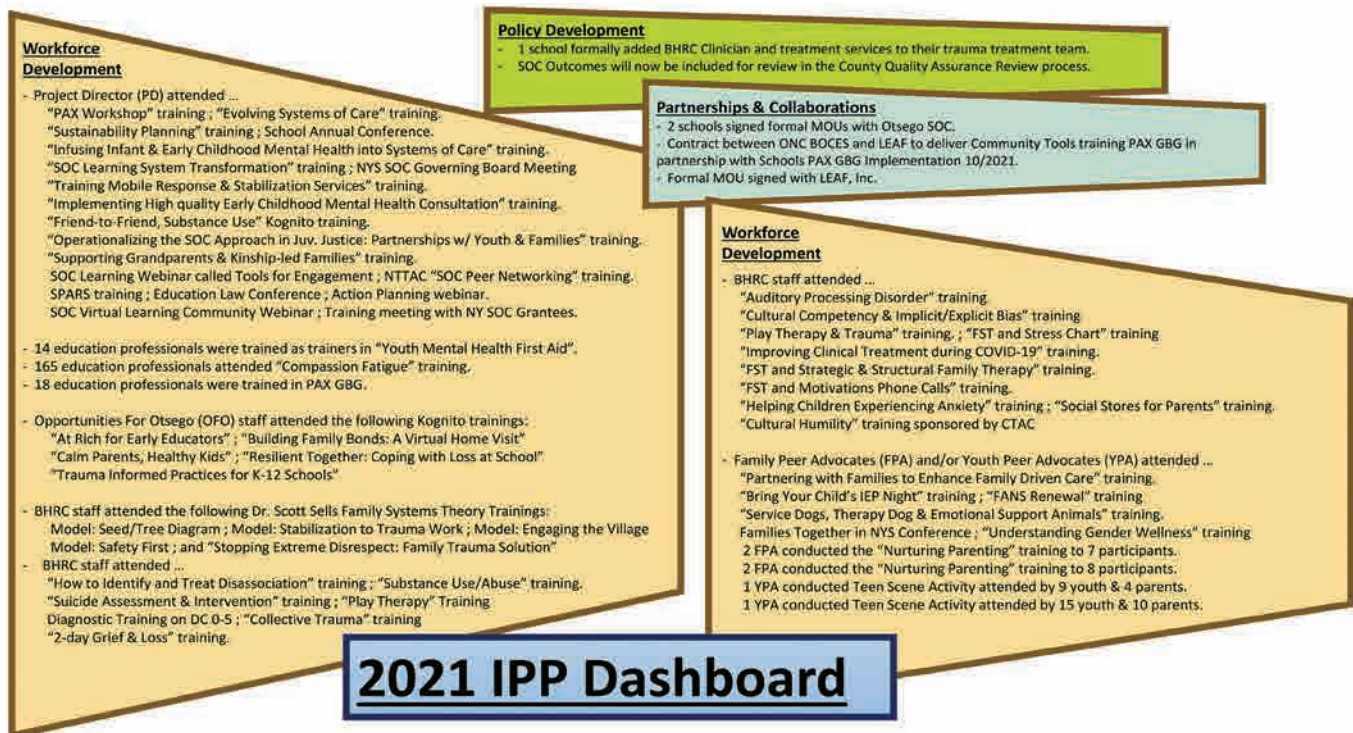 Workforce
Development
- Project Director (PD) attended ...
"PAX Workshop" training ; "Evolving Systems of Care" training.
"Sustainability Planning" training ; School Annual Conference.
"Infusing Infant & Early Childhood Mental Health into Systems of Care" training.
"SOC Learning System Transformation" training ; NYS SOC Governing Board Meeting
"Training Mobile Response & Stabilization Services" training.
"Implementing High quality Early Childhood Mental Health Consultation" training.
"Friend-to-Friend, Substance Use" Kognito training.
"Operationalizing the SOC Approach in Juv. Justice: Partnerships w/ Youth & Families" training.
"Supporting Grandparents & Kinship-led Families" training.
SOC Learning Webinar called Tools for Engagement ; NTTAC "SOC Peer Networking" training.
SPARS training ; Education Law Conference ; Action Planning webinar.
SOC Virtual Learning Community Webinar ; Training meeting with NY SOC Grantees.
- 14 education professionals were trained as trainers in "Youth Mental Health First Aid".
- 165 education professionals attended "Compassion Fatigue" training.
- 18 education professionals were trained in PAX GBG.
- Opportunities For Otsego (OFO) staff attended the following Kognito trainings:
"At Rich for Early Educators" ; "Building Family Bonds: A Virtual Home Visit"
"Calm Parents, Healthy Kids" ; "Resilient Together: Coping with Loss at School"
"Trauma Informed Practices for K-12 Schools"
- BHRC staff attended the following Dr. Scott Sells Family Systems Theory Trainings:
Model: Seed/Tree Diagram ; Model: Stabilization to Trauma Work ; Model: Engaging the Village
Model: Safety First ; and "Stopping Extreme Disrespect: Family Trauma Solution"
- BHRC staff attended ...
"How to Identify and Treat Disassociation" training ; "Substance Use/Abuse" training.
"Suicide Assessment & Intervention" training ; "Play Therapy" Training
Diagnostic Training on DC 0-5 ; "Collective Trauma" training
"2-day Grief & Loss" training.
Policy Development
- 1 school formally added BHRC Clinician and treatment services to their trauma treatment team.
- SOC Outcomes will now be included for review in the County Quality Assurance Review process.
Partnerships & Collaborations
- 2 schools signed formal MOUs with Otsego SOC.
- Contract between ONC BOCES and LEAF to deliver Community Tools training PAX GBG in
partnership with Schools PAX GBG Implementation 10/2021.
- Formal MOU signed with LEAF, Inc.
Workforce
Development
- BHRC staff attended ...
"Auditory Processing Disorder" training
"Cultural Competency & Implicit/Explicit Bias" training
"Play Therapy & Trauma" training. ; "FST and Stress Chart" training
"Improving Clinical Treatment during COVID-19" training.
"FST and Strategic & Structural Family Therapy" training.
"FST and Motivations Phone Calls" training.
"Helping Children Experiencing Anxiety" training ; "Social Stores for Parents" training.
"Cultural Humility" training sponsored by CTAC
- Family Peer Advocates (FPA) and/or Youth Peer Advocates (YPA) attended ...
"Partnering with Families to Enhance Family Driven Care" training.
"Bring Your Child's IEP Night" training ; "FANS Renewal" training
"Service Dogs, Therapy Dog & Emotional Support Animals" training.
Families Together in NYS Conference ; "Understanding Gender Wellness" training
2 FPA conducted the "Nurturing Parenting" training to 7 participants.
2 FPA conducted the "Nurturing Parenting" training to 8 participants.
1 YPA conducted Teen Scene Activity attended by 9 youth & 4 parents.
1 YPA conducted Teen Scene Activity attended by 15 youth & 10 parents.
2021 IPP Dashboard